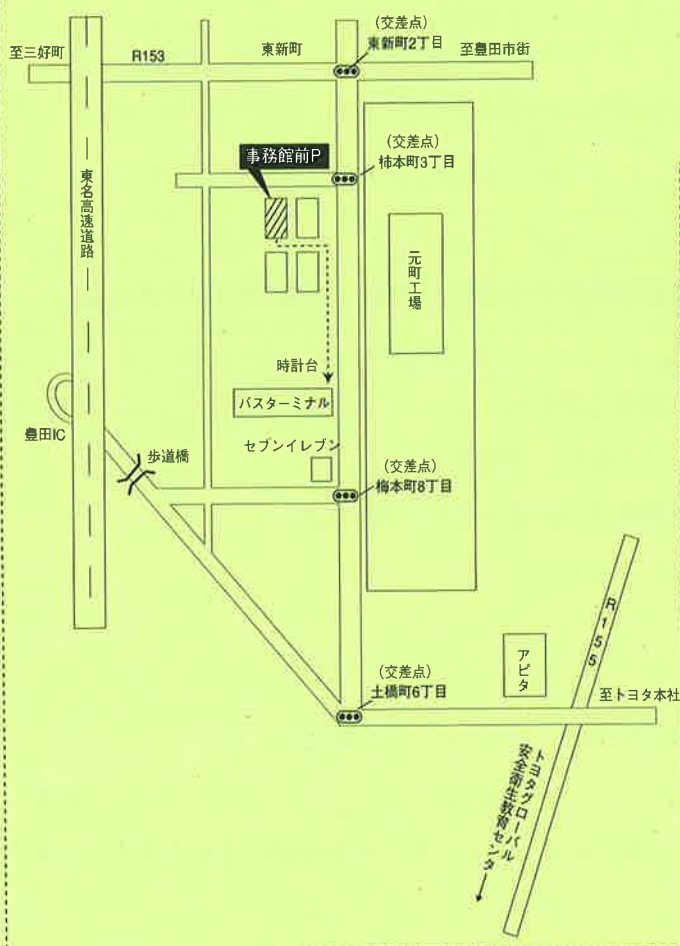 (交差点)
東新町2丁目
至三好町
R153
東新町
至豊田市街
事務館前P
(交差点)
柿本町3丁目
東名高速道路
元町工場
時計台
バスターミナル
豊田IC
歩道橋
セブンイレブン
(交差点)
梅本町8丁目
R155
アピタ
(交差点)
土橋町6丁目
至トヨタ本社
トヨタグローバル
安全衛生教育センタ